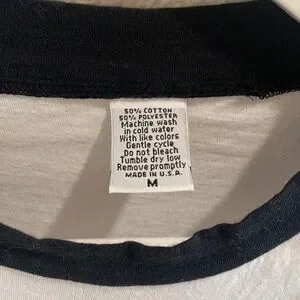 50% COTTON
50% POLYESTER
Machine wash
in cold water
With like colors
Gentle cycle
Do not bleach
Tumble dry low
Remove promptly
MADE IN U.S.A.
M